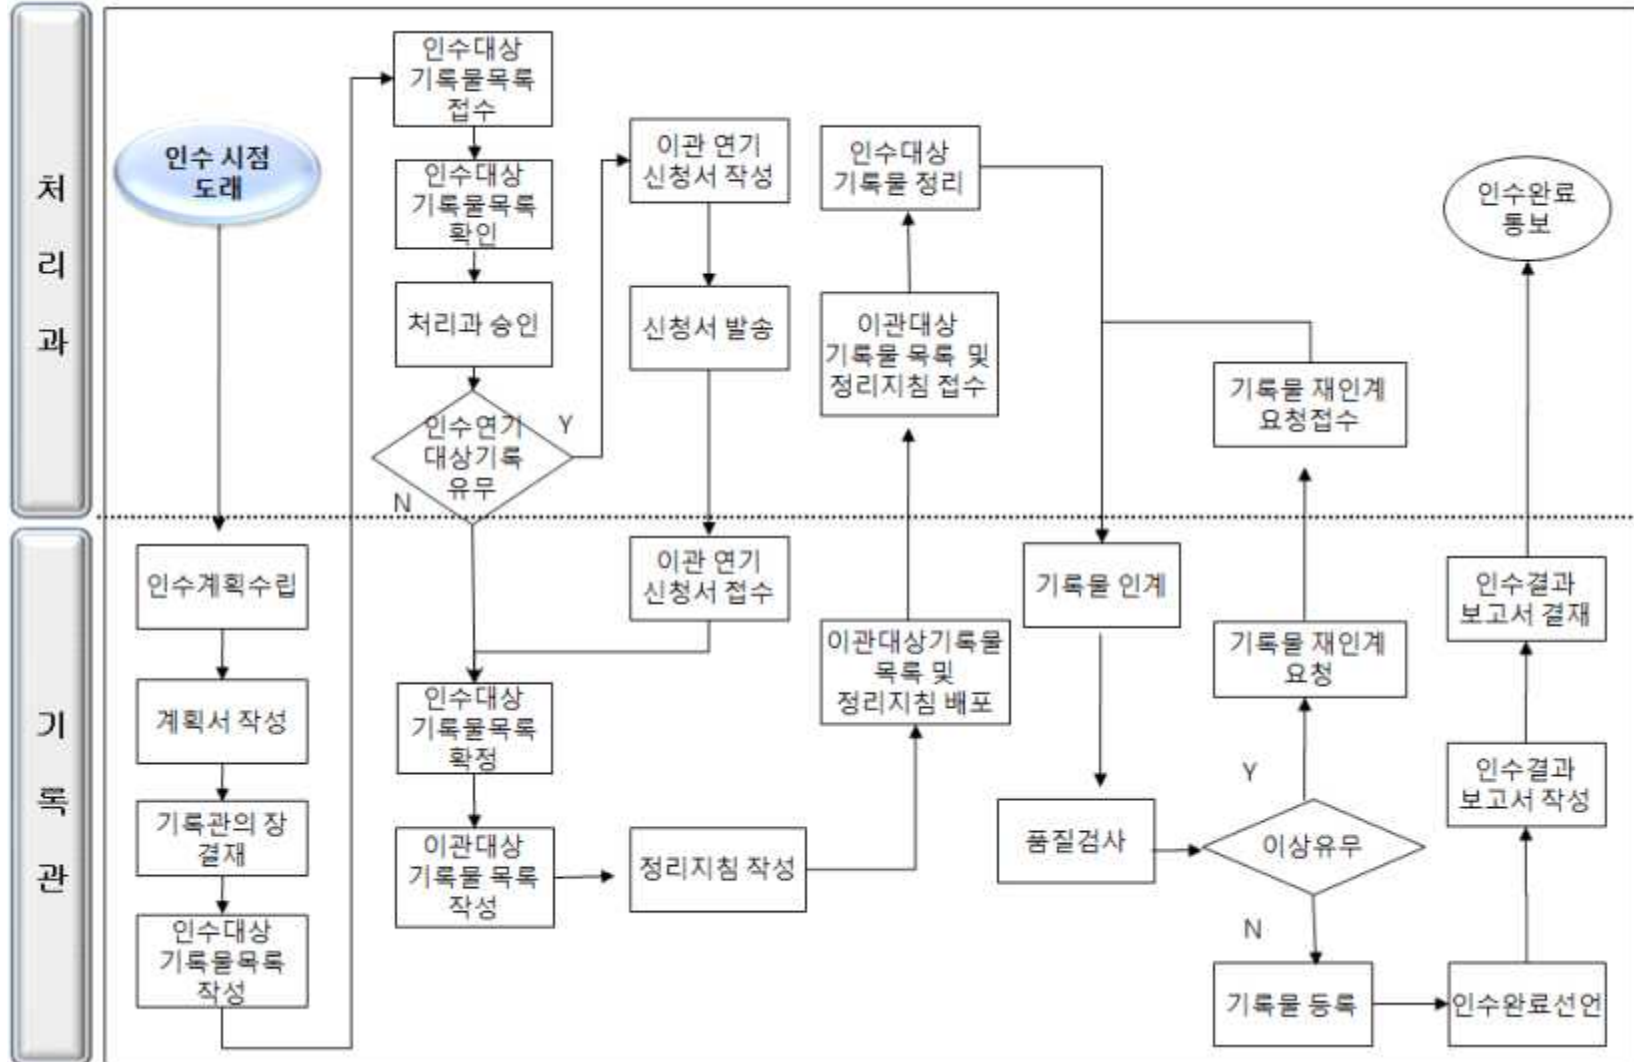 처
리
과
인수 시점
도래
인수대상
기록물목록
접수
인수대상
기록물목록
확인
처리과 승인
인수연기
대상기록
유무
Y
N
이관 연기
신청서 작성
신청서 발송
인수대상
기록물 정리
이관대상
기록물 목록 및
정리지침 접수
기록물 재인계
요청접수
인수완료
통보
기
록
관
인수계획수립
계획서 작성
기록관의 장
결재
인수대상
기록물목록
작성
이관 연기
신청서 접수
인수대상
기록물목록
확정
이관대상
기록물 목록
작성
정리지침 작성
이관대상기록물
목록 및
정리지침 배포
기록물 인계
품질검사
이상유무
Y
N
기록물 재인계
요청
기록물 등록
인수완료선언
인수결과
보고서 작성
인수결과
보고서 결재